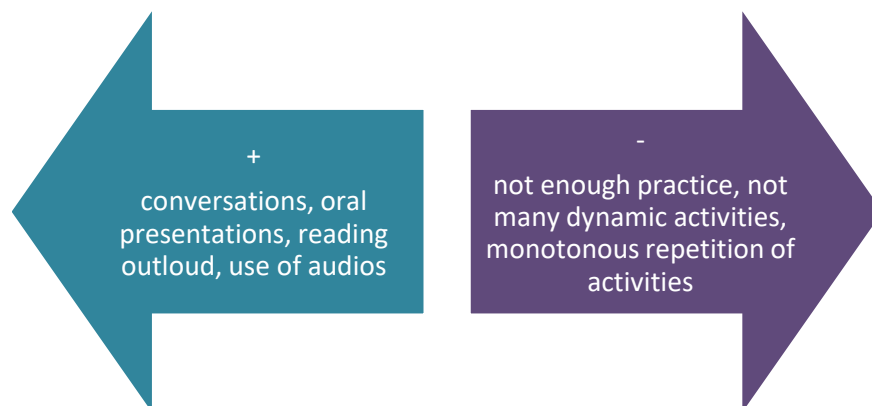 +
conversations, oral
presentations, reading
outloud, use of audios
-
not enough practice, not
many dynamic activities,
monotonous repetition of
activities